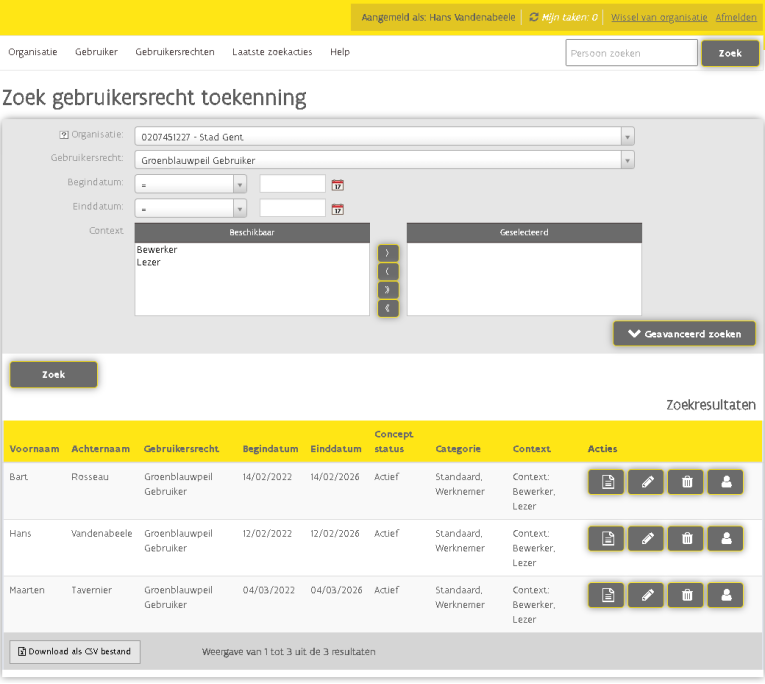 Aangemeld als: Hans Vandenabeele Mijn taken: 0 Wissel van organisatie Afmelden
Organisatie Gebruiker Gebruikersrechten Laatste zoekacties Help Persoon zoeken Zoek
Zoek gebruikersrecht toekenning
? Organisatie: 0207451227 - Stad Gent
Gebruikersrecht: Groenblauwpeil Gebruiker
Begindatum: = 17
Einddatum: = 17
Context Beschikbaar Geselecteerd
Bewerker
Lezer
Geavanceerd zoeken
Zoek
Zoekresultaten
Voornaam Achternaam Gebruikersrecht Begindatum Einddatum Concept status Categorie Context Acties
Bart Rosseau Groenblauwpeil Gebruiker 14/02/2022 14/02/2026 Actief Standaard, Werknemer Context: Bewerker, Lezer
Hans Vandenabeele Groenblauwpeil Gebruiker 12/02/2022 12/02/2026 Actief Standaard, Werknemer Context: Bewerker, Lezer
Maarten Tavernier Groenblauwpeil Gebruiker 04/03/2022 04/03/2026 Actief Standaard, Werknemer Context: Bewerker, Lezer
Download als CSV bestand Weergave van 1 tot 3 uit de 3 resultaten